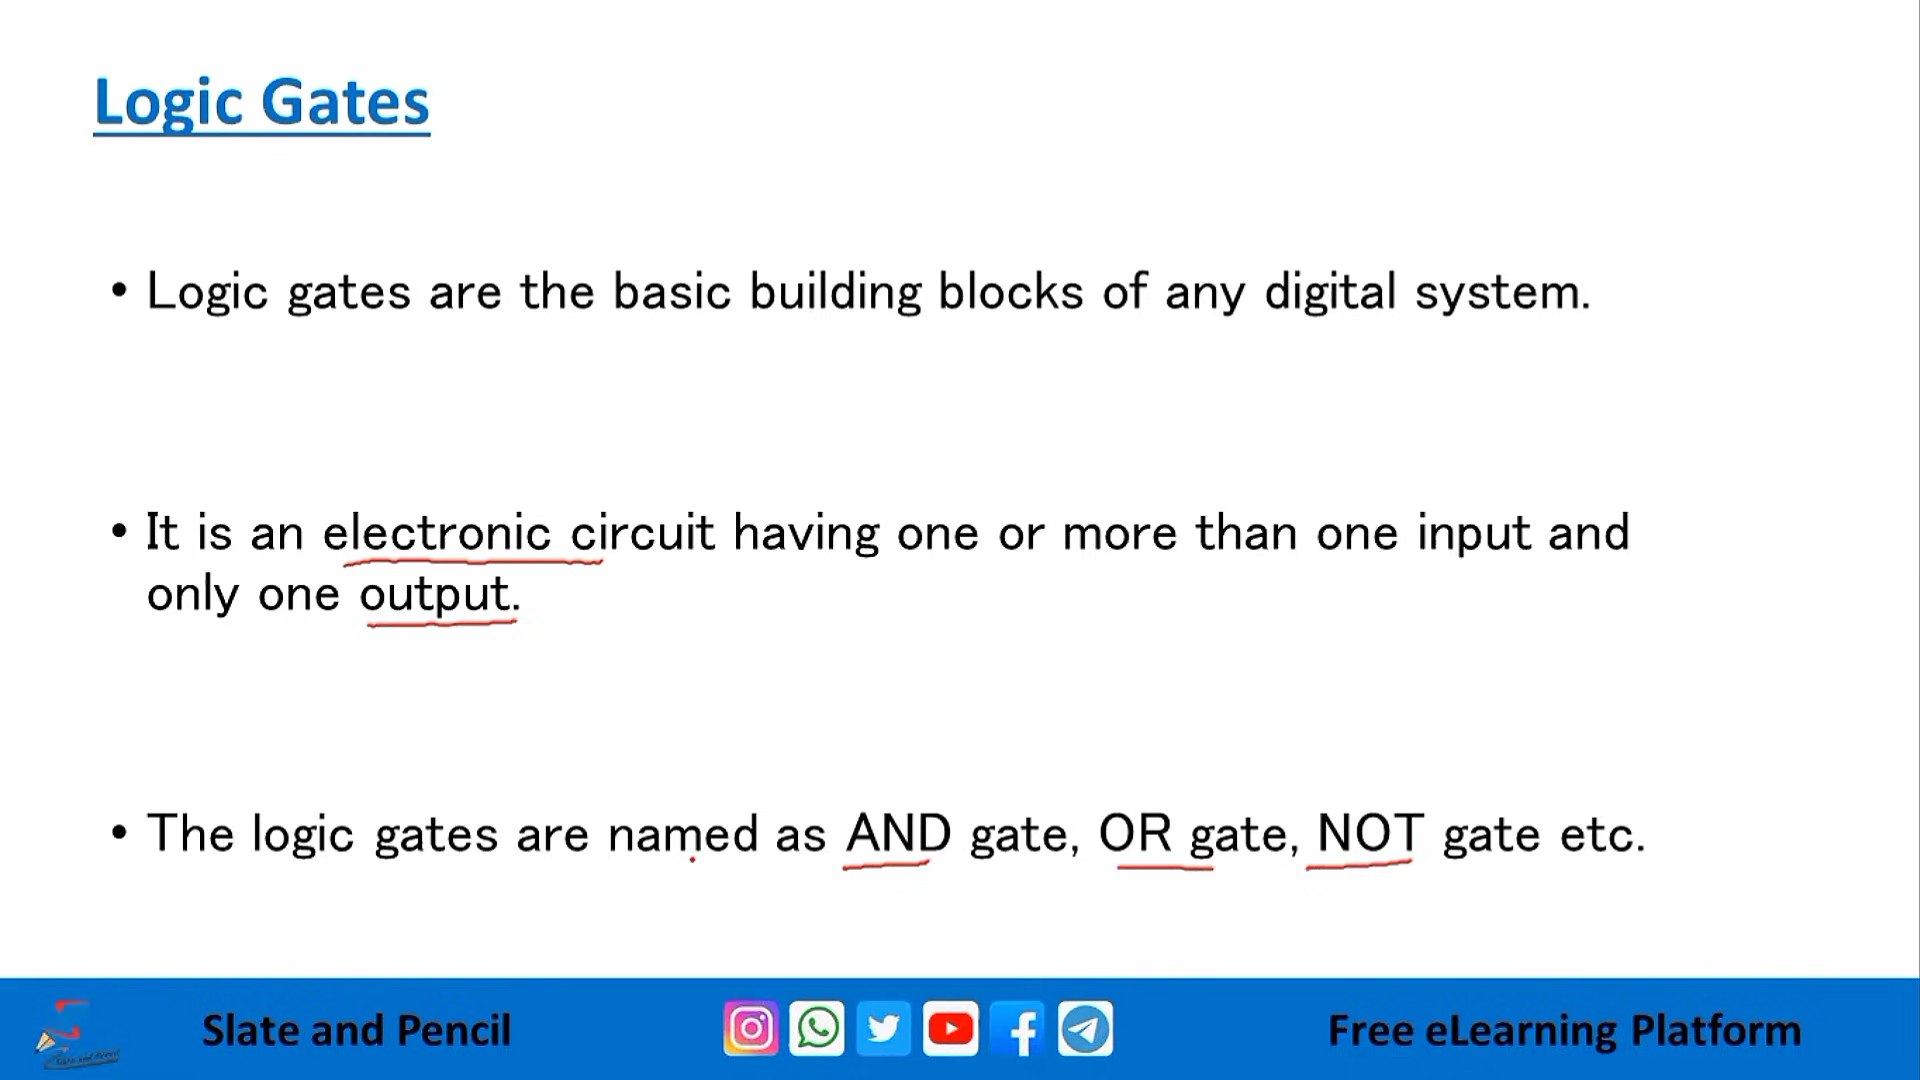 Logic Gates
• Logic gates are the basic building blocks of any digital system.
• It is an electronic circuit having one or more than one input and
only one output.
• The logic gates are named as AND gate, OR gate, NOT gate etc.
Slate and Pencil
Free eLearning Platform